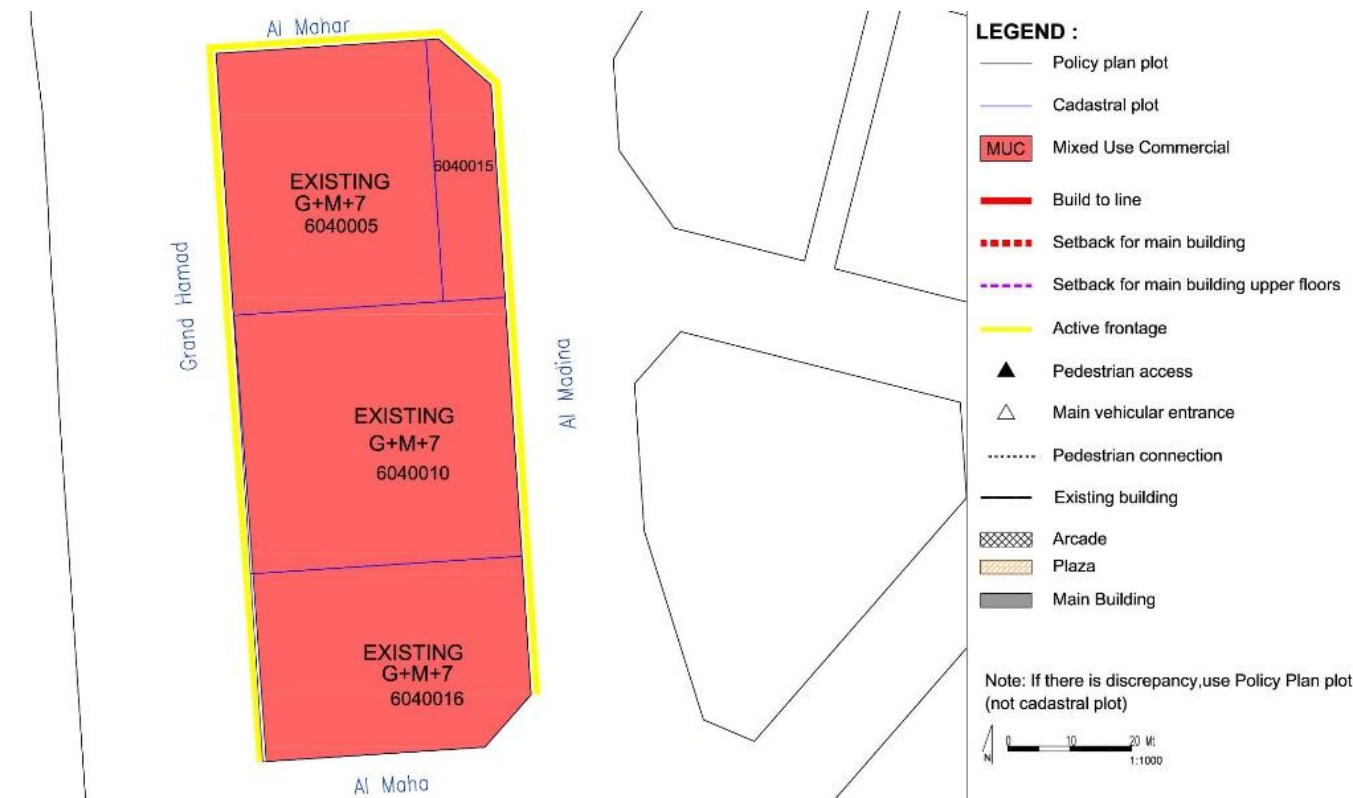 Al Mahar
EXISTING
G+M+7
6040005
6040015
Grand Hamad
EXISTING
G+M+7
6040010
Al Madina
EXISTING
G+M+7
6040016
Al Maha
LEGEND :
Policy plan plot
Cadastral plot
MUC Mixed Use Commercial
Build to line
Setback for main building
Setback for main building upper floors
Active frontage
Pedestrian access
Main vehicular entrance
Pedestrian connection
Existing building
Arcade
Plaza
Main Building
Note: If there is discrepancy,use Policy Plan plot
(not cadastral plot)
N
0 10 20 Mt
1:1000